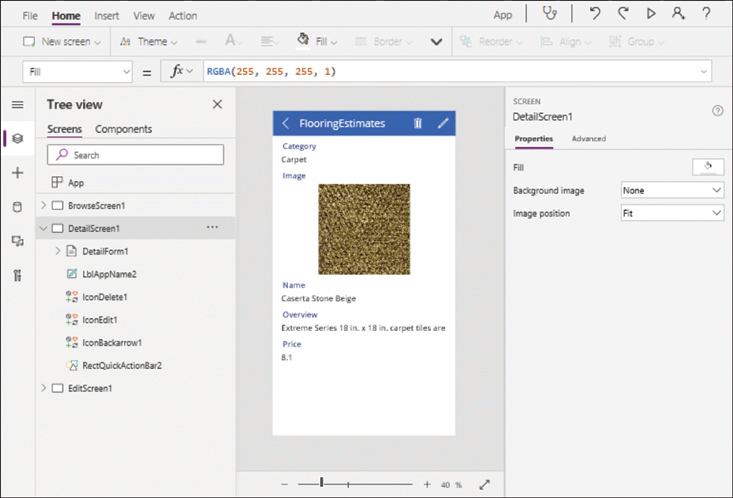 File Home Insert View Action App ?
New screen Theme A Fill Border Reorder Align Group
Fill = fx RGBA(255, 255, 255, 1)
Tree view
Screens Components
Search
App
BrowseScreen1
DetailScreen1 ...
DetailForm1
LblAppName2
IconDelete1
IconEdit1
IconBackarrow1
RectQuickActionBar2
EditScreen1
FlooringEstimates
Category
Carpet
Image
Name
Caserta Stone Beige
Overview
Extreme Series 18 in. x 18 in. carpet tiles are
Price
8.1
− + 40 %
SCREEN
DetailScreen1 ?
Properties Advanced
Fill
Background image None
Image position Fit